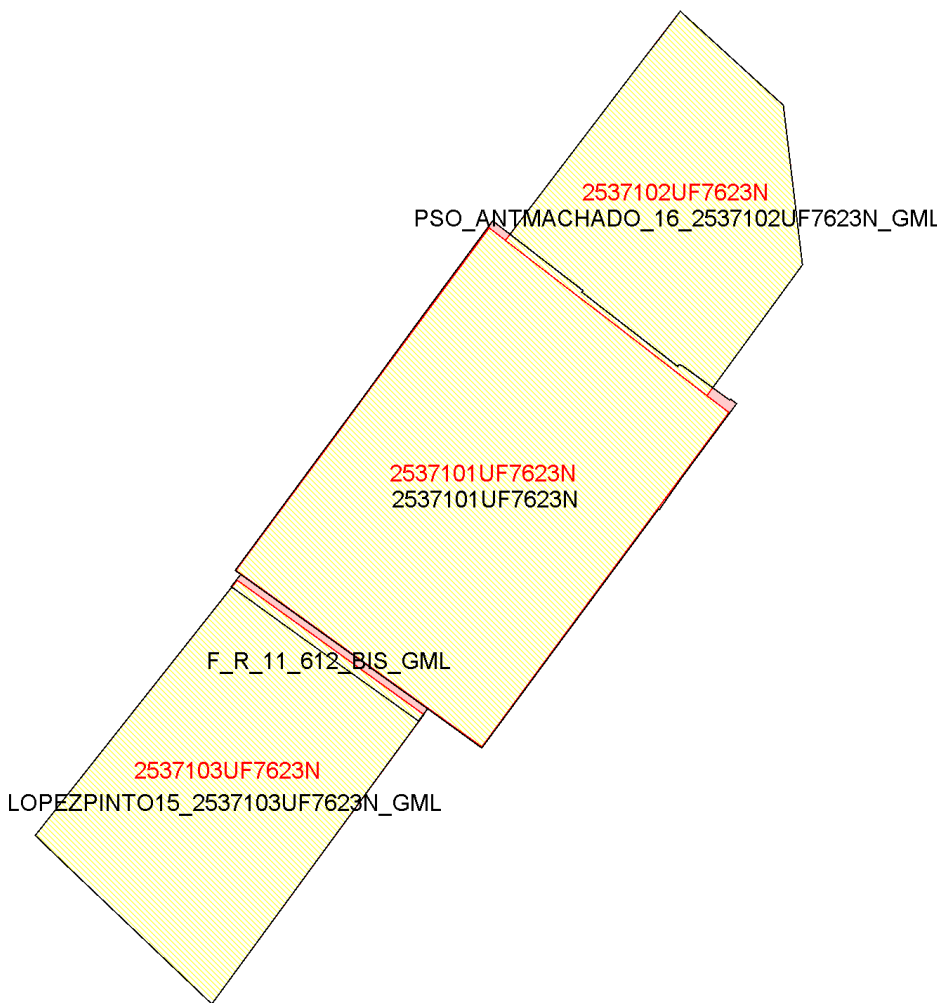 2537102UF7623N
PSO_ANTMACHADO_16_2537102UF7623N_GML
2537101UF7623N
2537101UF7623N
F_R_11_612_BIS_GML
2537103UF7623N
LOPEZPINTO15_2537103UF7623N_GML